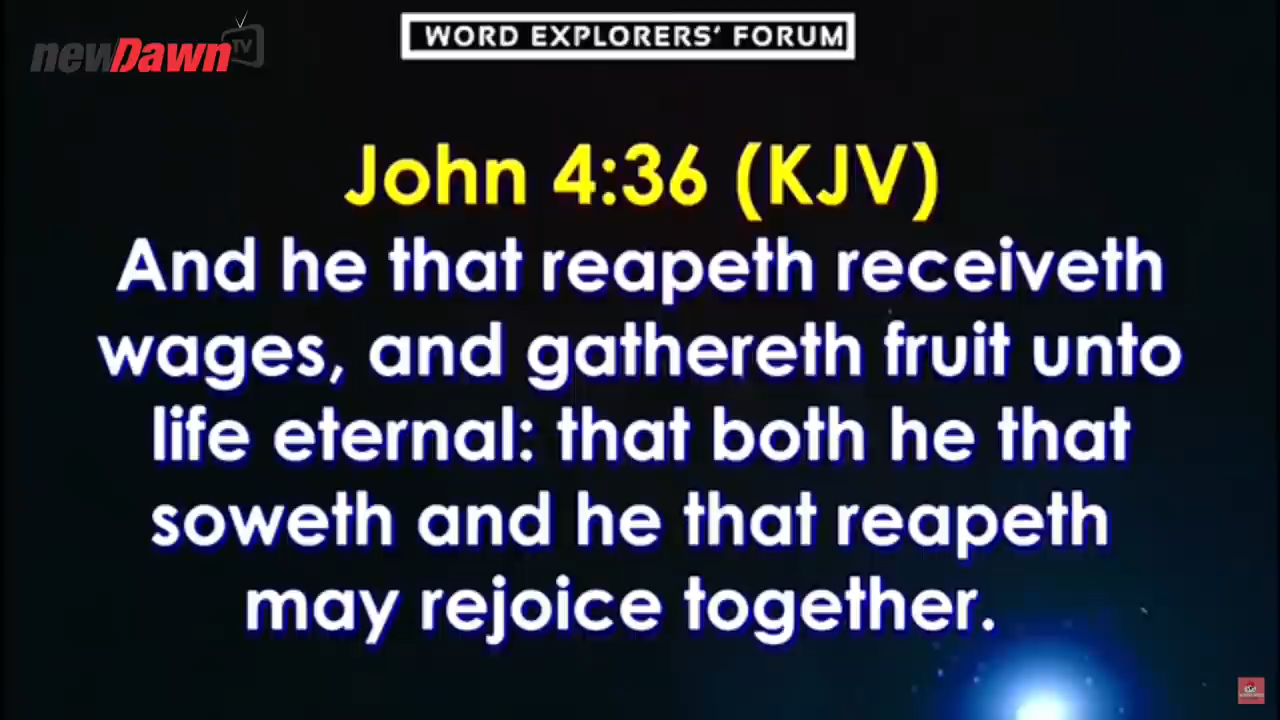 newDawn TV
WORD EXPLORERS' FORUM
John 4:36 (KJV)
And he that reapeth receiveth
wages, and gathereth fruit unto
life eternal: that both he that
soweth and he that reapeth
may rejoice together.